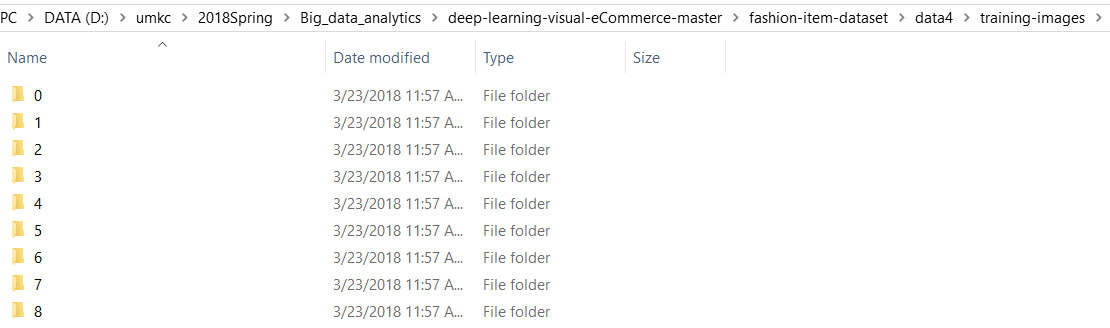 PC > DATA (D:) > umkc > 2018Spring > Big_data_analytics > deep-learning-visual-eCommerce-master > fashion-item-dataset > data4 > training-images >
Name Date modified Type Size
0 3/23/2018 11:57 A... File folder
1 3/23/2018 11:57 A... File folder
2 3/23/2018 11:57 A... File folder
3 3/23/2018 11:57 A... File folder
4 3/23/2018 11:57 A... File folder
5 3/23/2018 11:57 A... File folder
6 3/23/2018 11:57 A... File folder
7 3/23/2018 11:57 A... File folder
8 3/23/2018 11:57 A... File folder